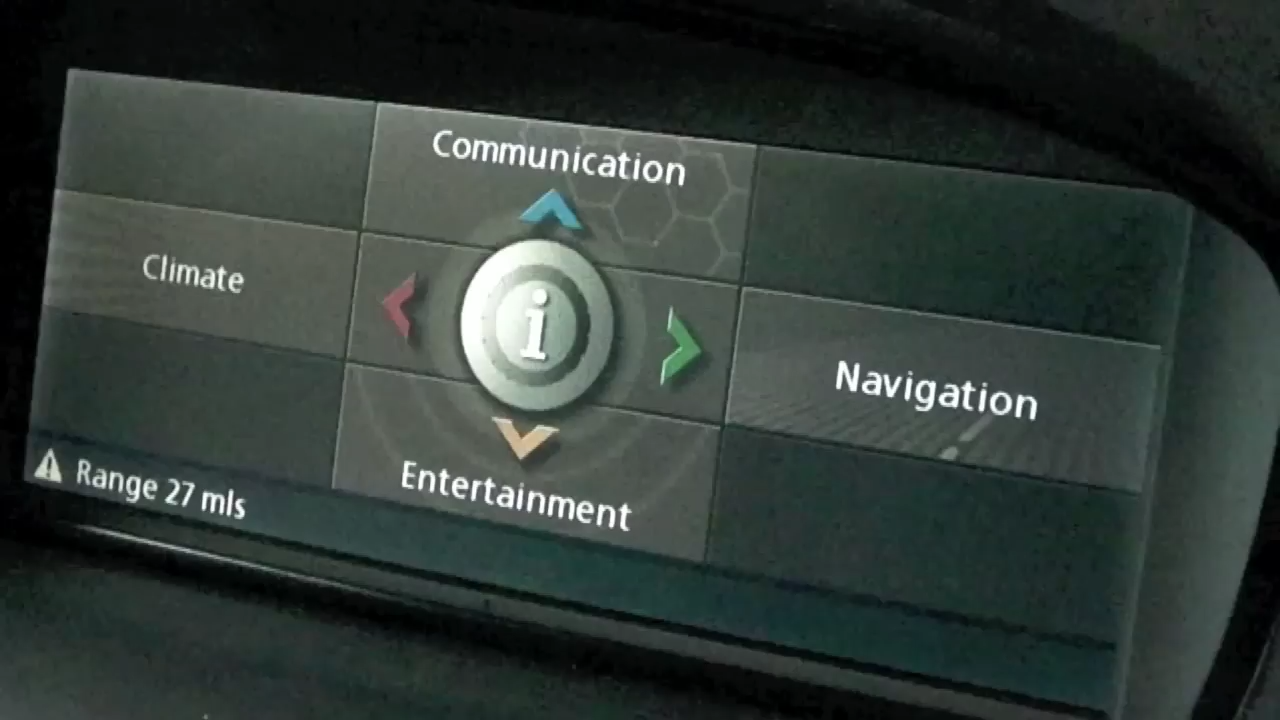 Communication
Climate
i
Navigation
Entertainment
Range 27 mls